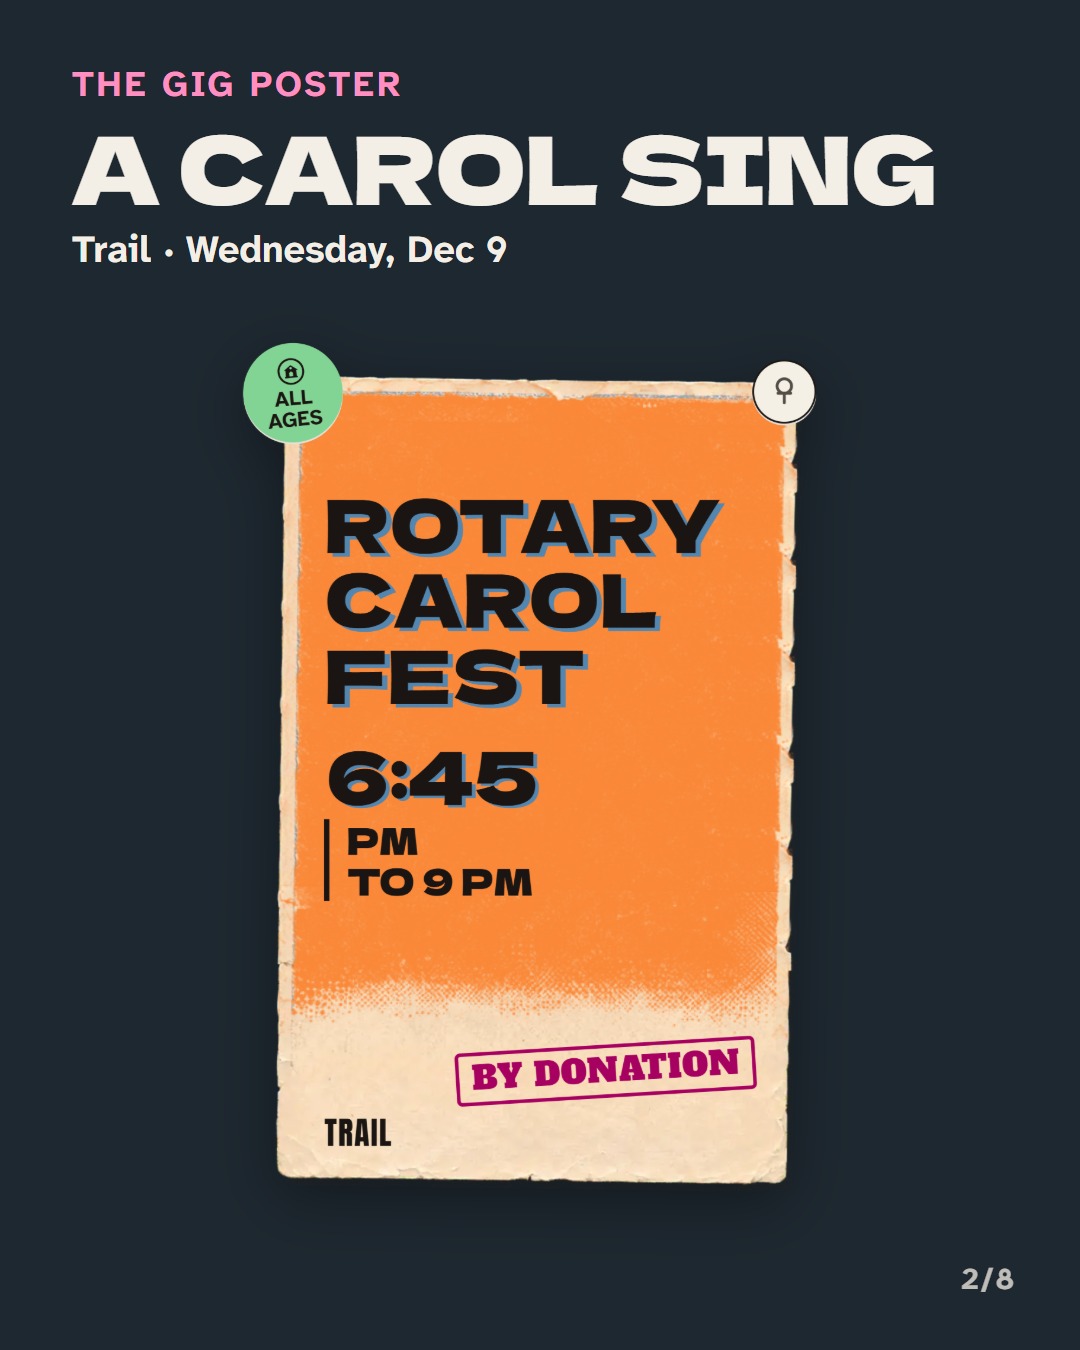 THE GIG POSTER
A CAROL SING
Trail · Wednesday, Dec 9
ALL
AGES
ROTARY
CAROL
FEST
6:45
PM
TO 9 PM
BY DONATION
TRAIL
2/8